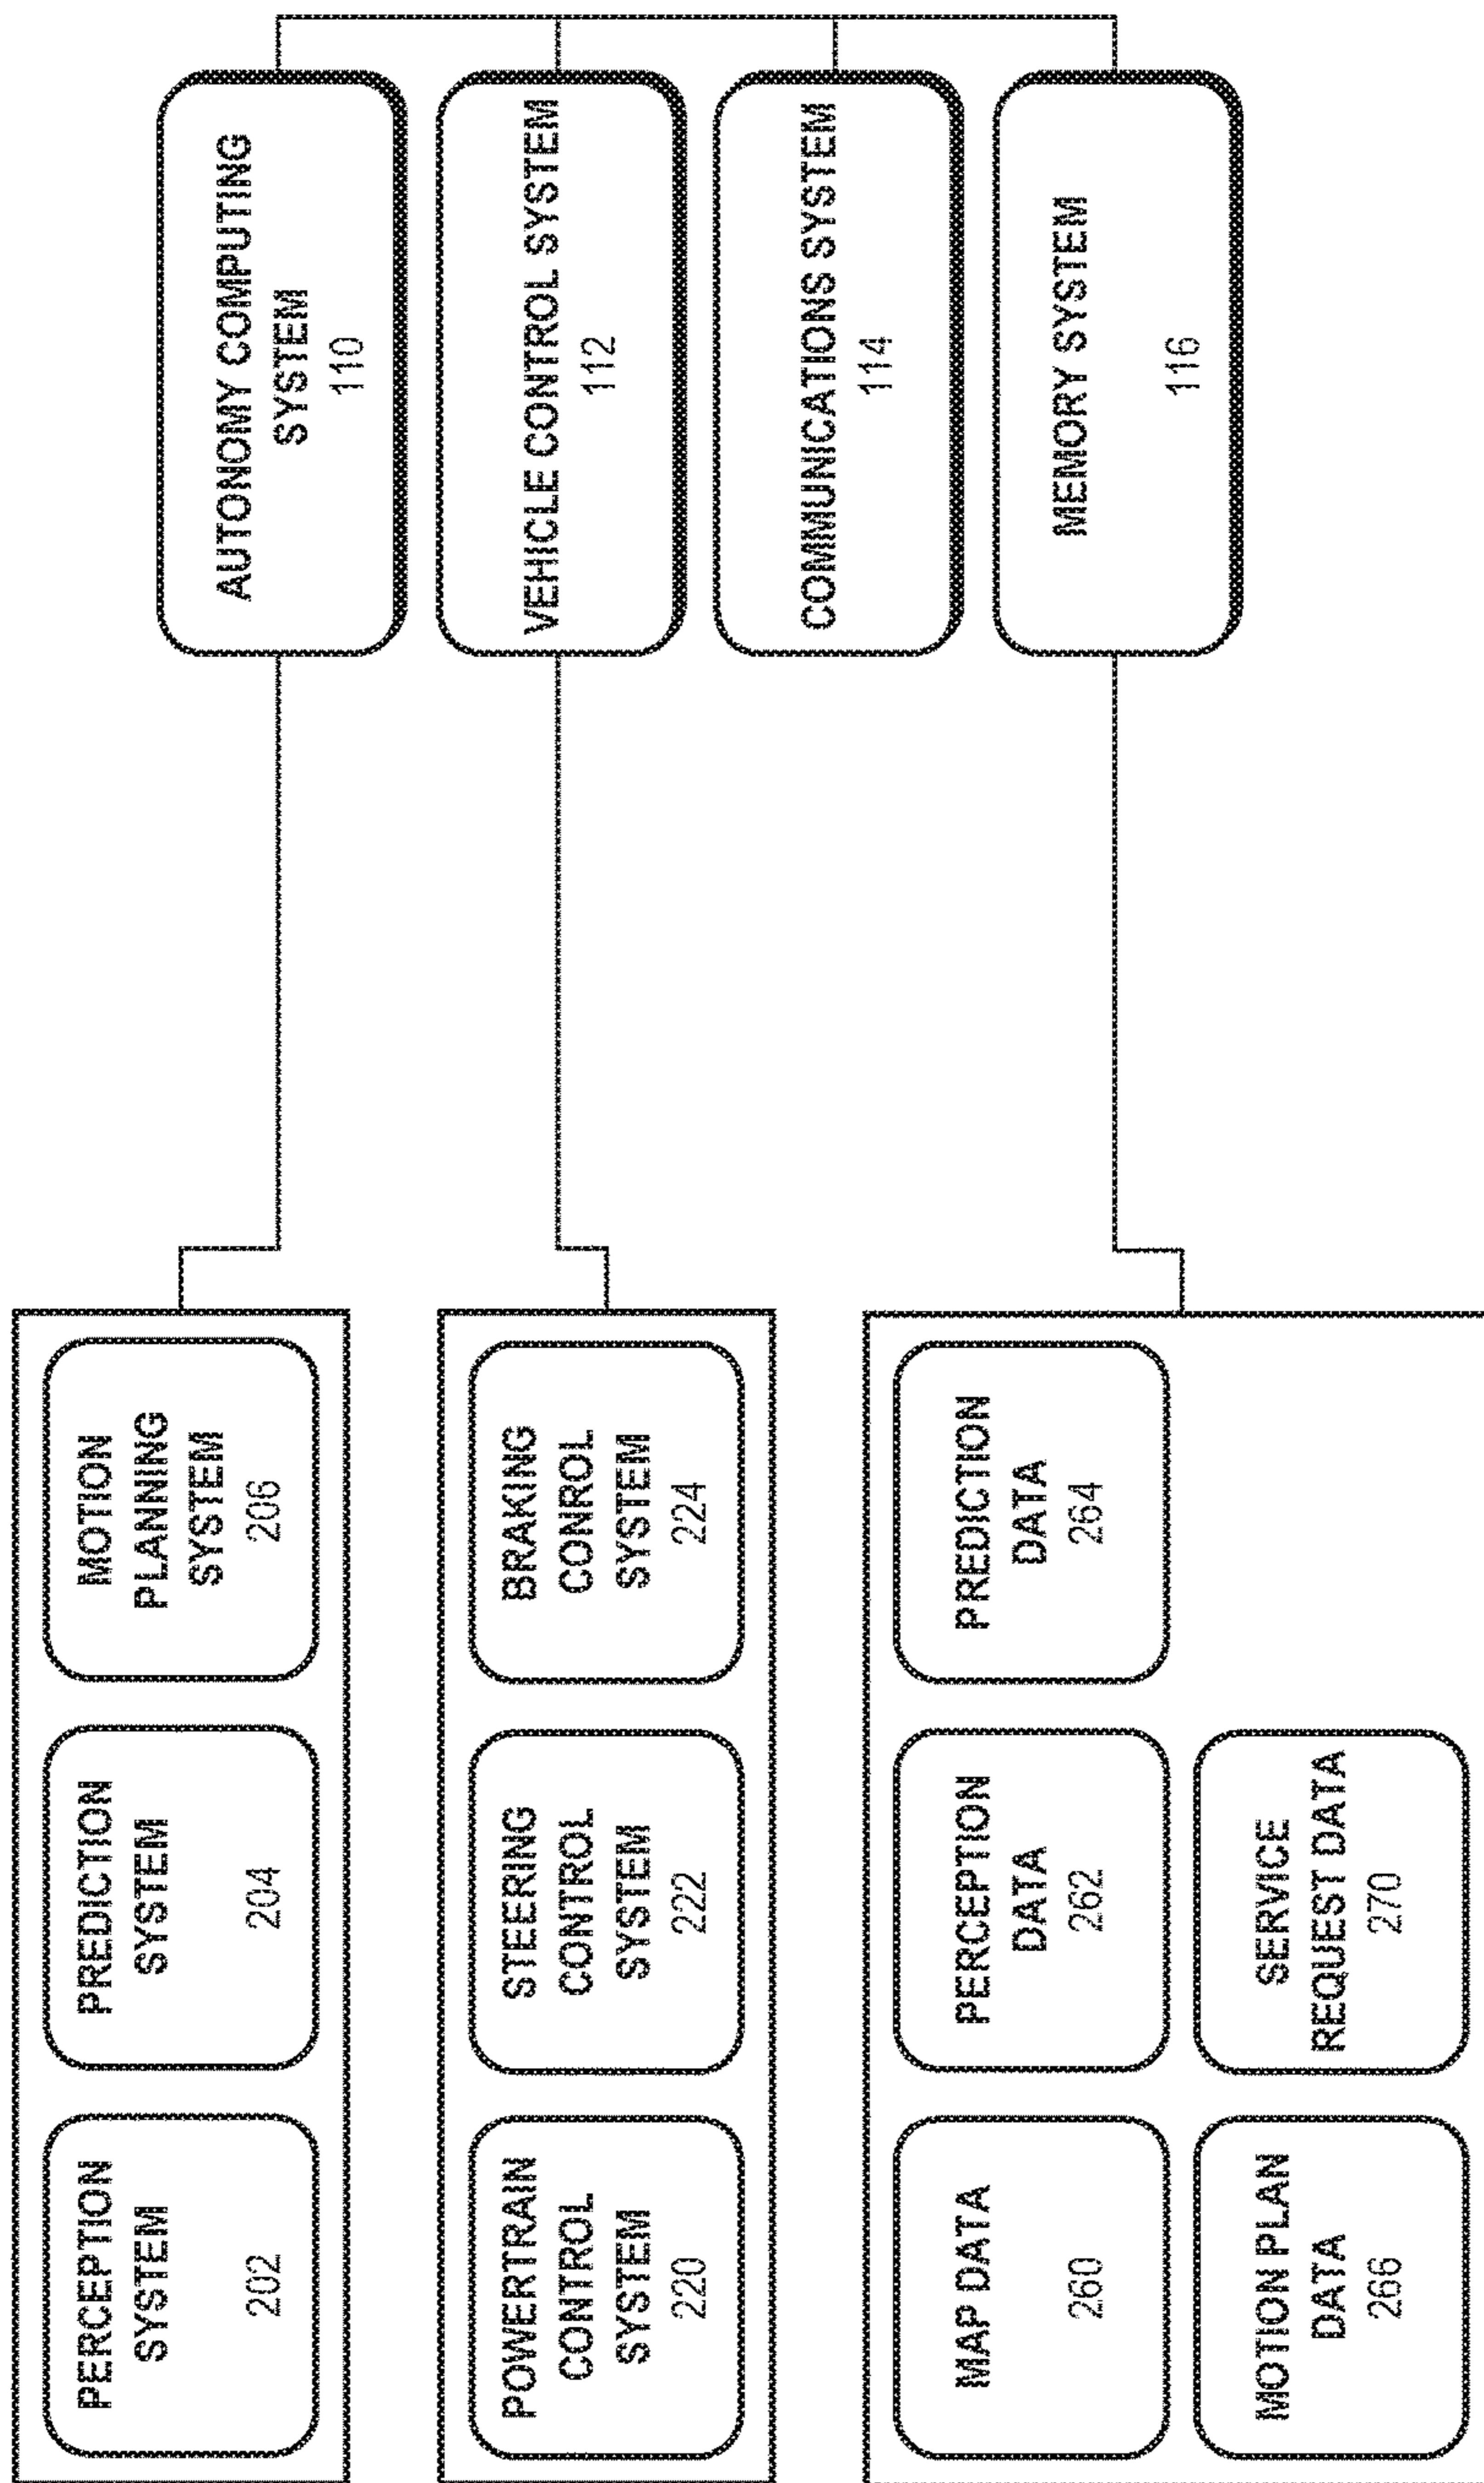 PERCEPTION
SYSTEM
202
PREDICTION
SYSTEM
204
MOTION
PLANNING
SYSTEM
206
AUTONOMY COMPUTING
SYSTEM
110
POWERTRAIN
CONTROL
SYSTEM
220
STEERING
CONTROL
SYSTEM
222
BRAKING
CONROL
SYSTEM
224
VEHICLE CONTROL SYSTEM
112
COMMUNICATIONS SYSTEM
114
MAP DATA
260
PERCEPTION
DATA
262
PREDICTION
DATA
264
MEMORY SYSTEM
116
MOTION PLAN
DATA
266
SERVICE
REQUEST DATA
270